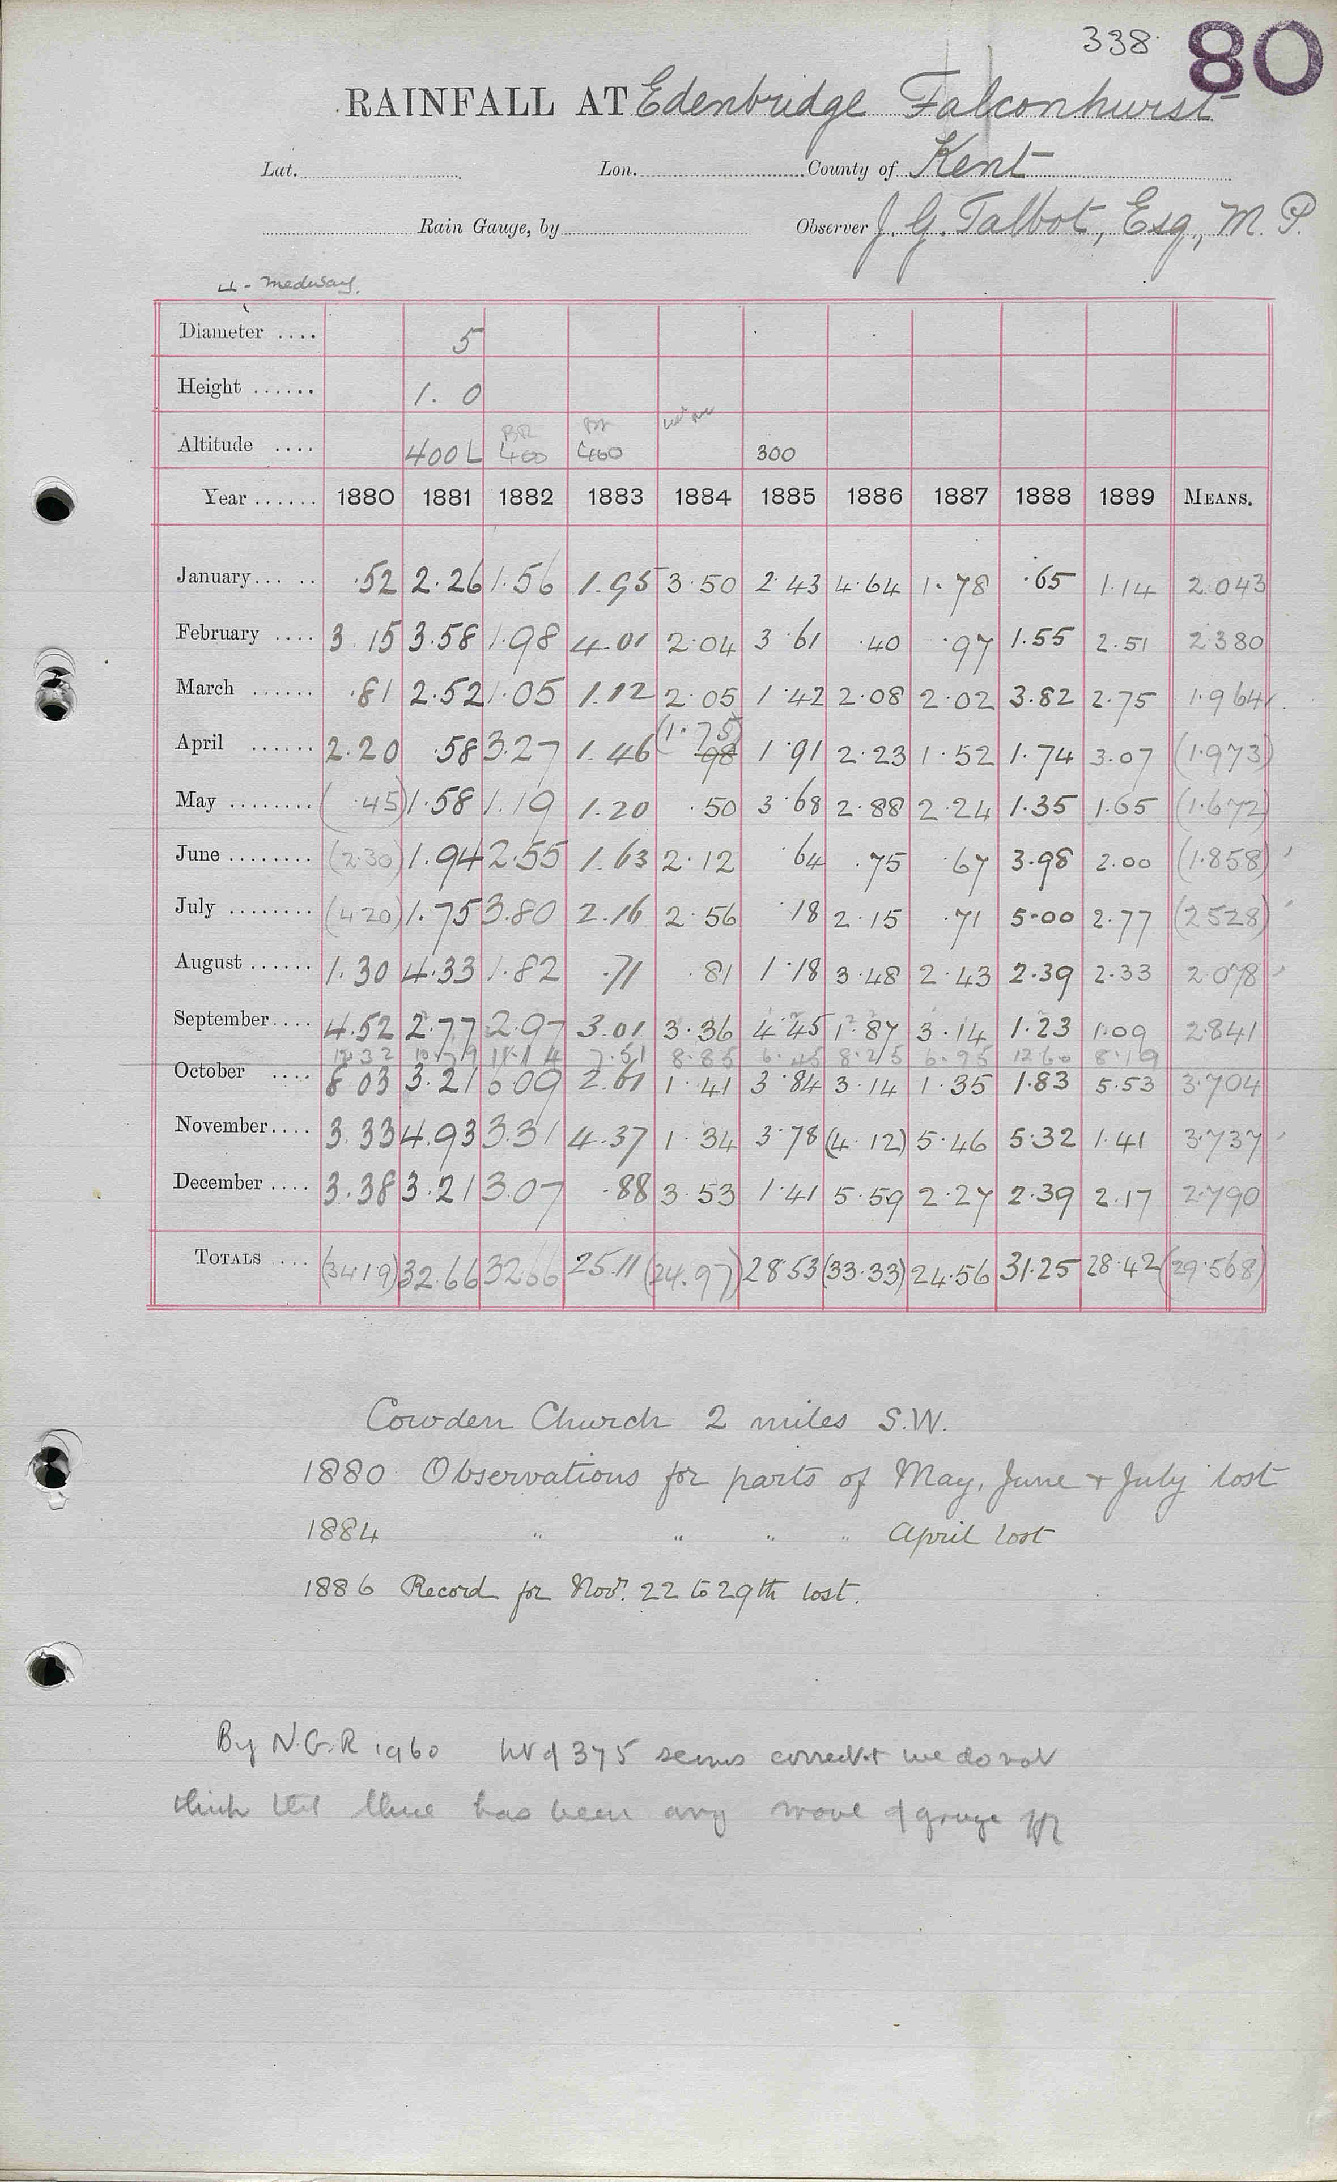 338. 80
RAINFALL AT Edenbridge Falconhurst
Lat. Lon. County of Kent
Rain Gauge, by Observer J. G. Talbot, Esq., M.P.
4 - Medway.
Diameter .... 5
Height ...... 1. 0
Altitude .... 400 L 400 400 300
Year ...... 1880 1881 1882 1883 1884 1885 1886 1887 1888 1889 MEANS.
January ... .. .52 2.26 1.56 1.95 3.50 2.43 4.64 1.78 .65 1.14 2.043
February .... 3.15 3.58 1.98 4.01 2.04 3.61 .40 .97 1.55 2.51 2.380
March ...... .81 2.52 1.05 1.12 2.05 1.42 2.08 2.02 3.82 2.75 1.964
April ...... 2.20 .58 3.27 1.46 (1.75) 98 1.91 2.23 1.52 1.74 3.07 (1.973)
May ........ (.45) 1.58 1.19 1.20 .50 3.68 2.88 2.24 1.35 1.65 (1.672)
June ........ (2.30) 1.94 2.55 1.63 2.12 .64 .75 .67 3.98 2.00 (1.858)
July ........ (4.20) 1.75 3.80 2.16 2.56 .18 2.15 .71 5.00 2.77 (2.528)
August ...... 1.30 4.33 1.82 .71 .81 1.18 3.48 2.43 2.39 2.33 2.078
September.... 4.52 2.77 2.97 3.01 3.36 4.45 1.87 3.14 1.23 1.09 2.841
12.32 10.79 11.14 7.51 8.85 6.45 8.25 6.95 12.60 8.19
October .... 8.03 3.21 5.09 2.61 1.41 3.84 3.14 1.35 1.83 5.53 3.704
November.... 3.33 4.93 3.31 4.37 1.34 3.78 (4.12) 5.46 5.32 1.41 3.737
December .... 3.38 3.21 3.07 .88 3.53 1.41 5.59 2.27 2.39 2.17 2.790
TOTALS .... (34.19) 32.66 32.66 25.11 (24.97) 28.53 (33.33) 24.56 31.25 28.42 (29.568)
Cowden Church 2 miles S.W.
1880 Observations for parts of May, June + July lost
1884 " " " " April lost
1886 Record for Novr. 22 to 29th lost.
By N.G.R 1960 ht of 375 seems correct + we do not
think that there has been any move of gauge